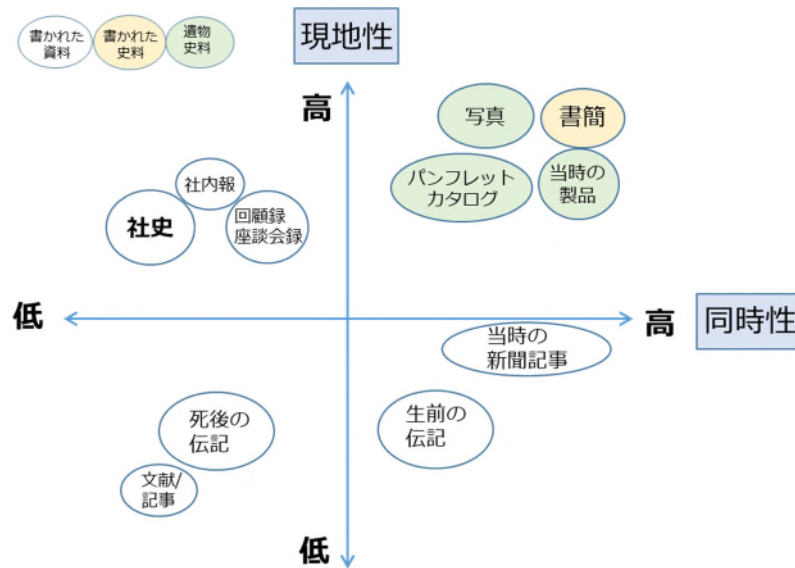 書かれた
資料
書かれた
史料
遺物
史料
現地性
高
写真
書簡
社内報
パンフレット
カタログ
当時の
製品
社史
回顧録
座談会録
低
高
同時性
当時の
新聞記事
死後の
伝記
生前の
伝記
文献/
記事
低